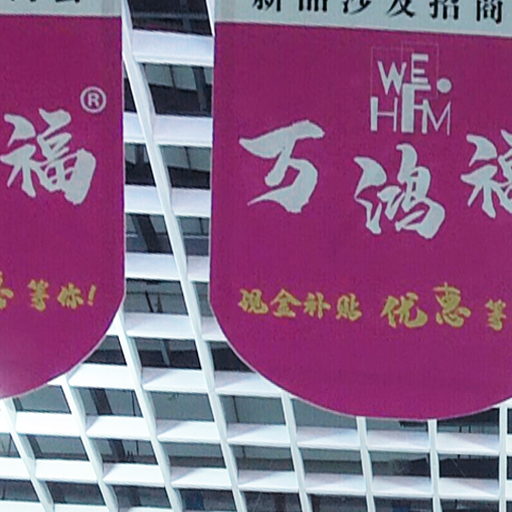 福®
等你!
新品沙发招商
WE.
HFM
万鸿福
现金补贴 优惠 等